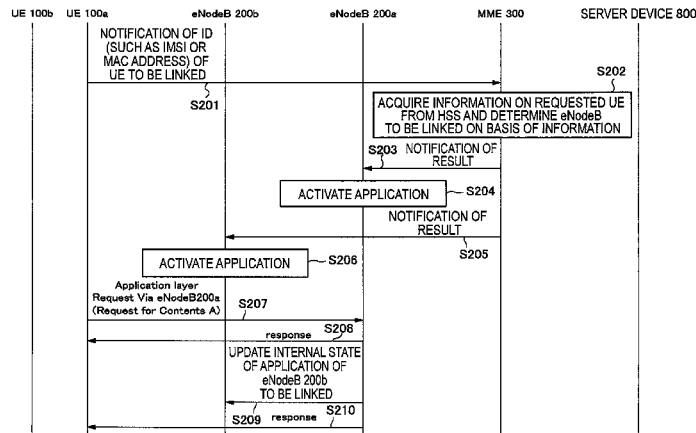 UE 100b UE 100a eNodeB 200b eNodeB 200a MME 300 SERVER DEVICE 800
NOTIFICATION OF ID
(SUCH AS IMSI OR
MAC ADDRESS) OF
UE TO BE LINKED
S201
S202
ACQUIRE INFORMATION ON REQUESTED UE
FROM HSS AND DETERMINE eNodeB
TO BE LINKED ON BASIS OF INFORMATION
S203 NOTIFICATION OF
RESULT
ACTIVATE APPLICATION S204
NOTIFICATION OF
RESULT
S205
ACTIVATE APPLICATION S206
Application layer
Request Via eNodeB200a
(Request for Contents A)
S207
response S208
UPDATE INTERNAL STATE
OF APPLICATION OF
eNodeB 200b
TO BE LINKED
S209 response S210